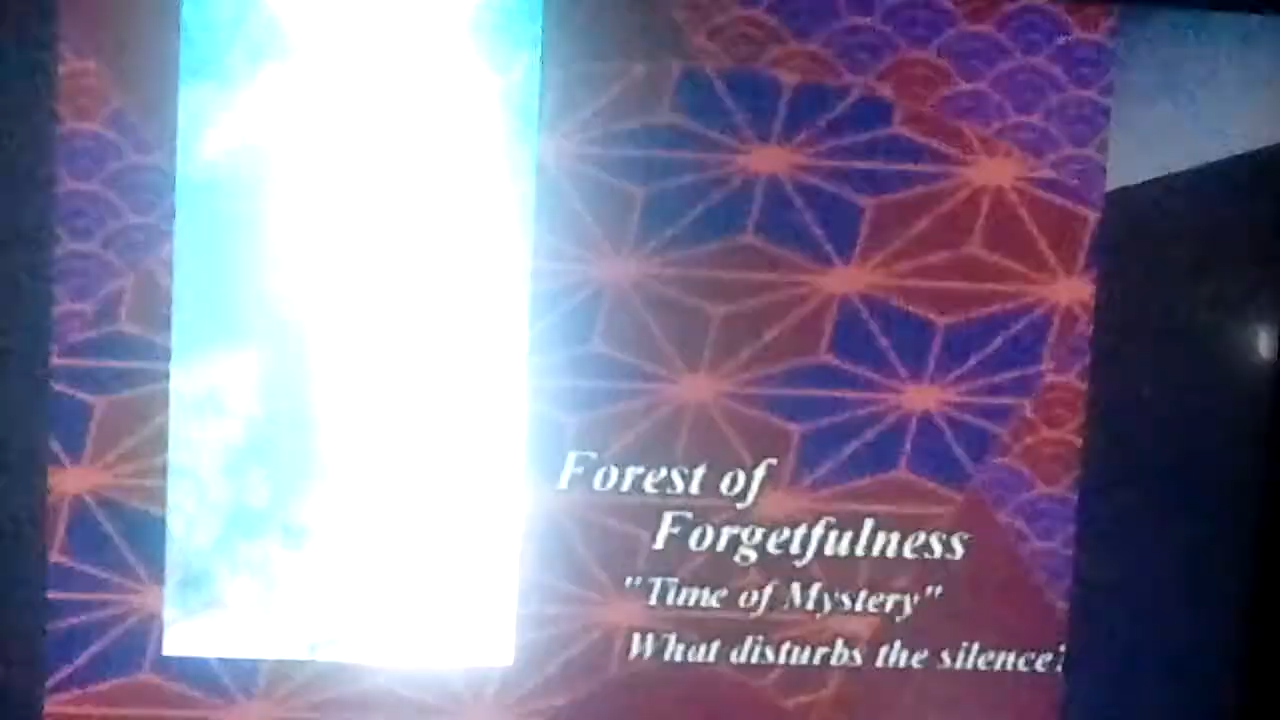 Forest of
Forgetfulness
"Time of Mystery"
What disturbs the silence?